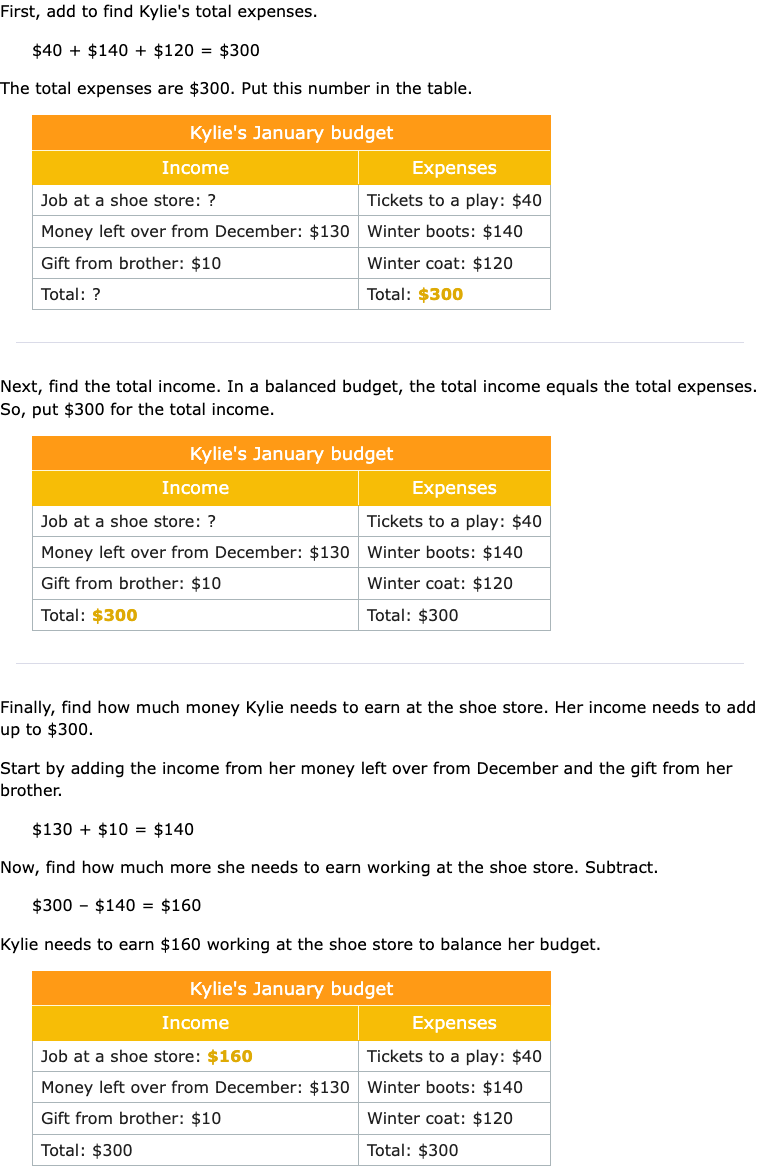 First, add to find Kylie's total expenses.
$40 + $140 + $120 = $300
The total expenses are $300. Put this number in the table.
Kylie's January budget
Income Expenses
Job at a shoe store: ? Tickets to a play: $40
Money left over from December: $130 Winter boots: $140
Gift from brother: $10 Winter coat: $120
Total: ? Total: $300
Next, find the total income. In a balanced budget, the total income equals the total expenses.
So, put $300 for the total income.
Kylie's January budget
Income Expenses
Job at a shoe store: ? Tickets to a play: $40
Money left over from December: $130 Winter boots: $140
Gift from brother: $10 Winter coat: $120
Total: $300 Total: $300
Finally, find how much money Kylie needs to earn at the shoe store. Her income needs to add
up to $300.
Start by adding the income from her money left over from December and the gift from her
brother.
$130 + $10 = $140
Now, find how much more she needs to earn working at the shoe store. Subtract.
$300 – $140 = $160
Kylie needs to earn $160 working at the shoe store to balance her budget.
Kylie's January budget
Income Expenses
Job at a shoe store: $160 Tickets to a play: $40
Money left over from December: $130 Winter boots: $140
Gift from brother: $10 Winter coat: $120
Total: $300 Total: $300